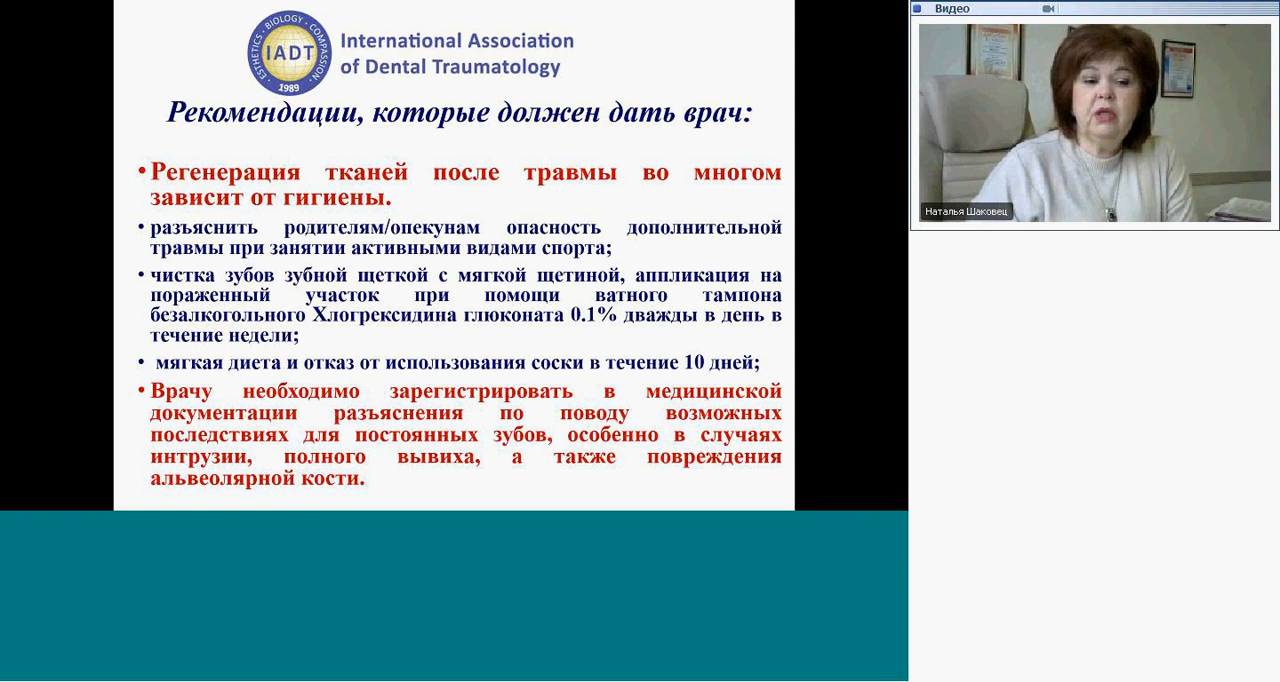 ESTHETICS · BIOLOGY · COMPASSION
IADT
1989
International Association
of Dental Traumatology
Рекомендации, которые должен дать врач:
•Регенерация тканей после травмы во многом
зависит от гигиены.
• разъяснить родителям/опекунам опасность дополнительной
травмы при занятии активными видами спорта;
• чистка зубов зубной щеткой с мягкой щетиной, аппликация на
пораженный участок при помощи ватного тампона
безалкогольного Хлогрексидина глюконата 0.1% дважды в день в
течение недели;
• мягкая диета и отказ от использования соски в течение 10 дней;
•Врачу необходимо зарегистрировать в медицинской
документации разъяснения по поводу возможных
последствиях для постоянных зубов, особенно в случаях
интрузии, полного вывиха, а также повреждения
альвеолярной кости.
Видео
Наталья Шаковец